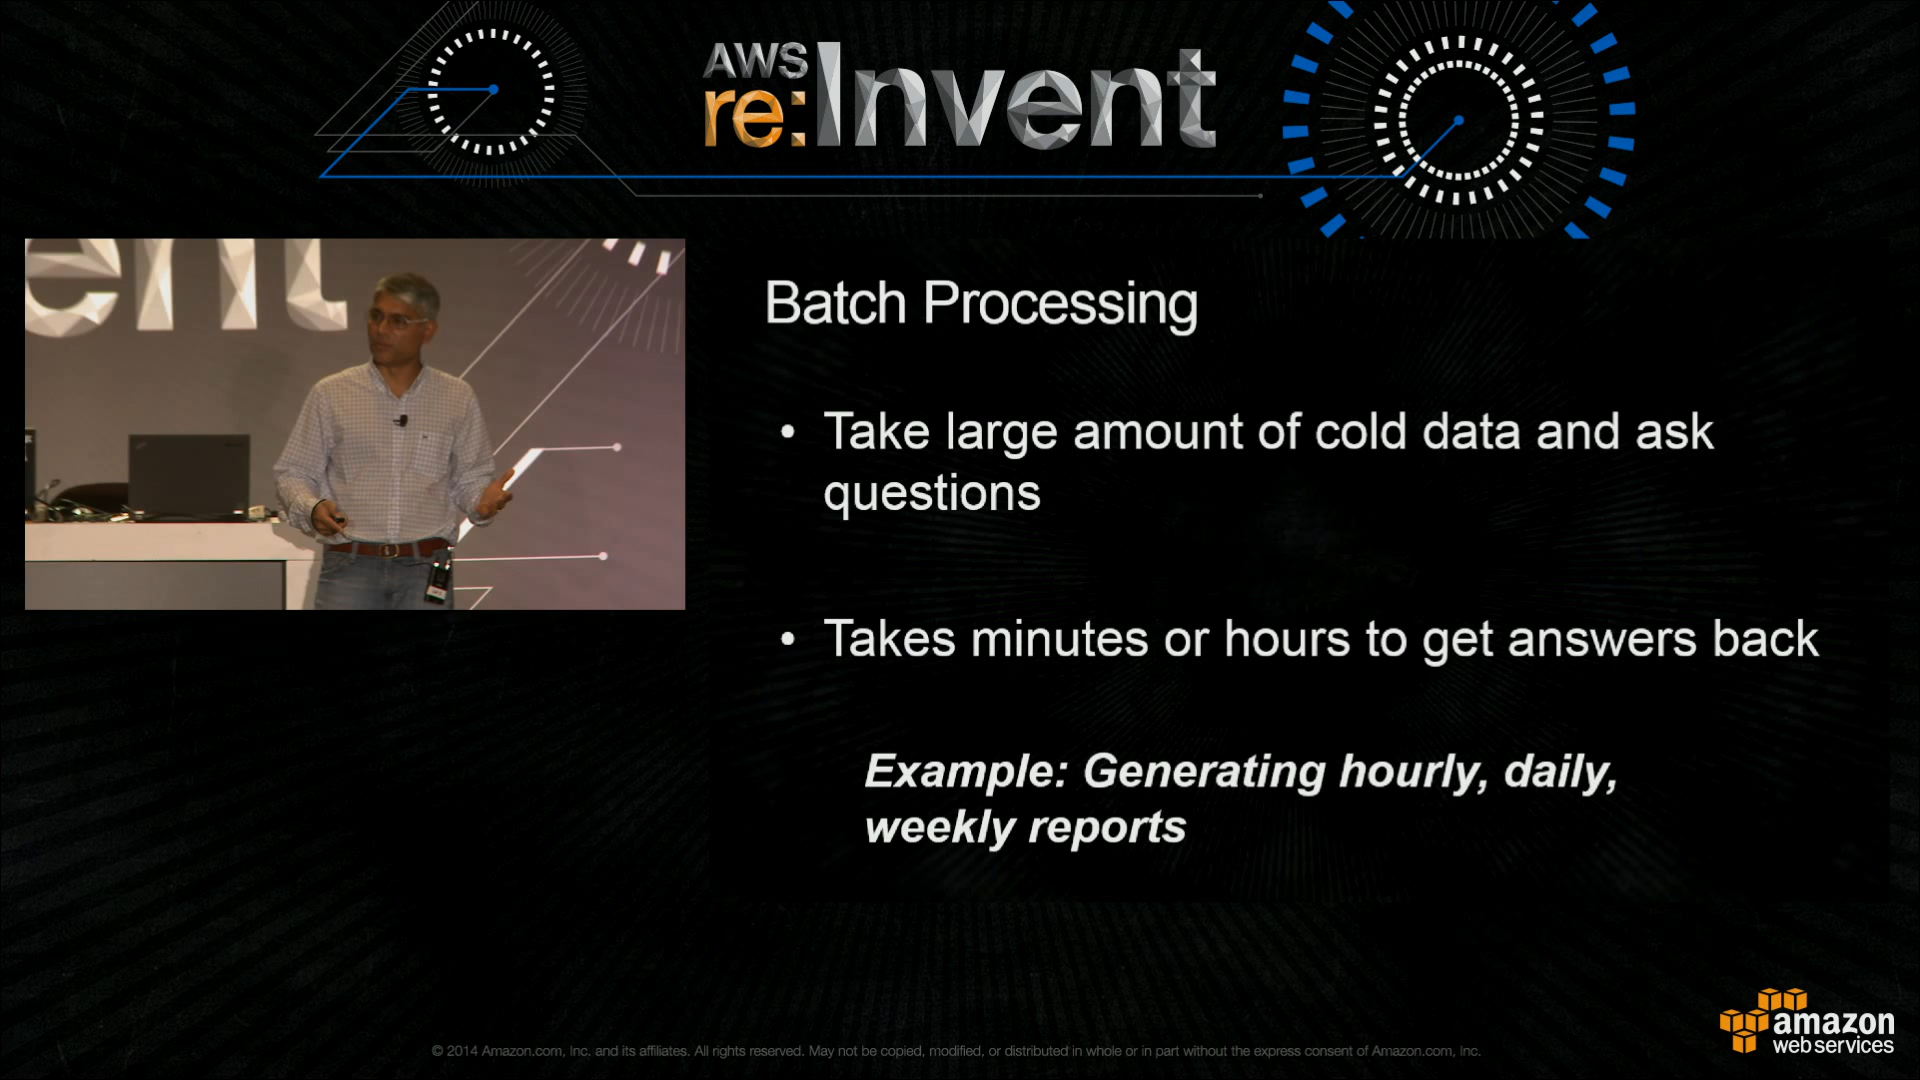 AWS
re:Invent
ent
Batch Processing
• Take large amount of cold data and ask
questions
• Takes minutes or hours to get answers back
Example: Generating hourly, daily,
weekly reports
amazon
web services
© 2014 Amazon.com, Inc. and its affiliates. All rights reserved. May not be copied, modified, or distributed in whole or in part without the express consent of Amazon.com, Inc.